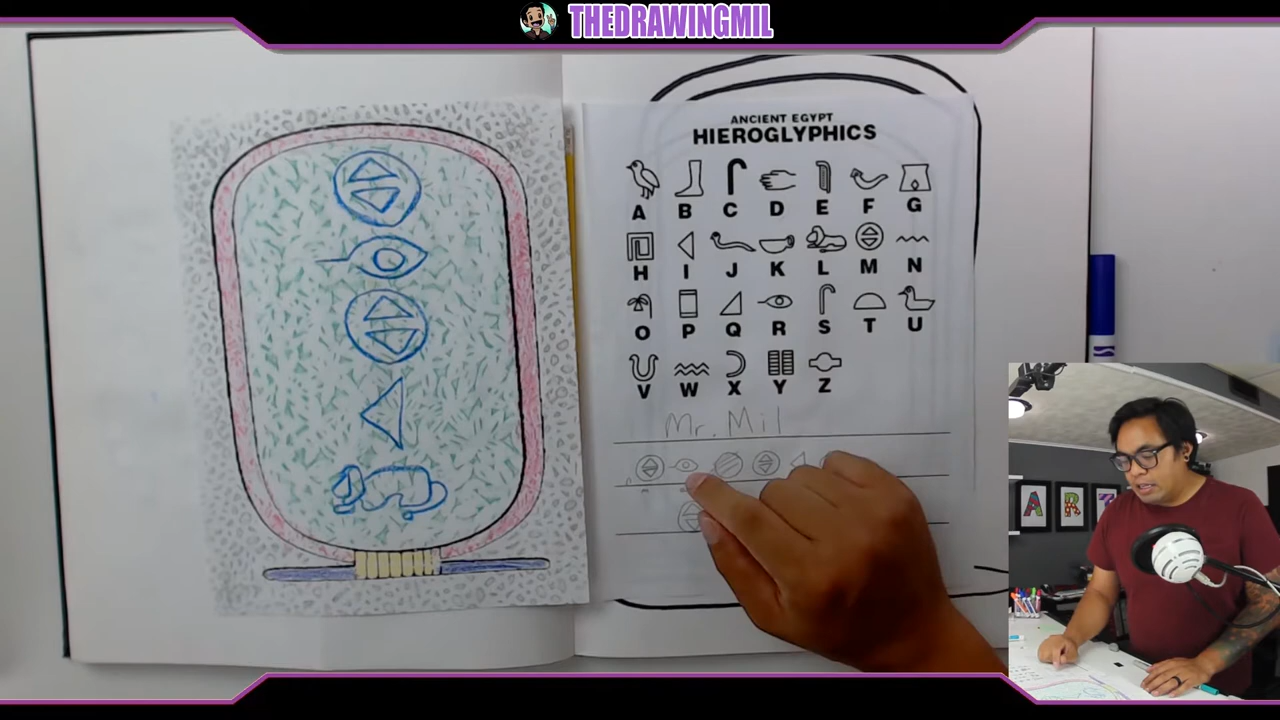 THEDRAWINGMIL
ANCIENT EGYPT
HIEROGLYPHICS
A B C D E F G
H I J K L M N
O P Q R S T U
V W X Y Z
Mr. Mil
A R T